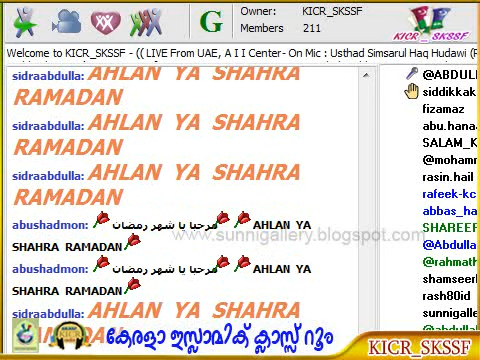 Owner: KICR_SKSSF
Members 211
KICR_SKSSF
Welcome to KICR_SKSSF - (( LIVE From UAE, A I I Center- On Mic : Usthad Simsarul Haq Hudawi (R
sidraabdulla: AHLAN YA SHAHRA
RAMADAN
sidraabdulla: AHLAN YA SHAHRA
RAMADAN
sidraabdulla: AHLAN YA SHAHRA
RAMADAN
abushadmon: مرحبا يا شهر رمضان AHLAN YA
SHAHRA RAMADAN
abushadmon: مرحبا يا شهر رمضان AHLAN YA
SHAHRA RAMADAN
sidraabdulla: AHLAN YA SHAHRA
www.sunnigallery.blogspot.com
@ABDUL
siddikkak
fizamaz
abu.hana
SALAM_K
@mohamm
rasin.hail
rafeek-kc
abbas_ha
SHAREEF
@Abdulla
@rahmath
shamseer
rash80id
sunnigalle
കേരളാ ഇസ്ലാമിക് ക്ലാസ്സ് റൂം
KICR_SKSSF